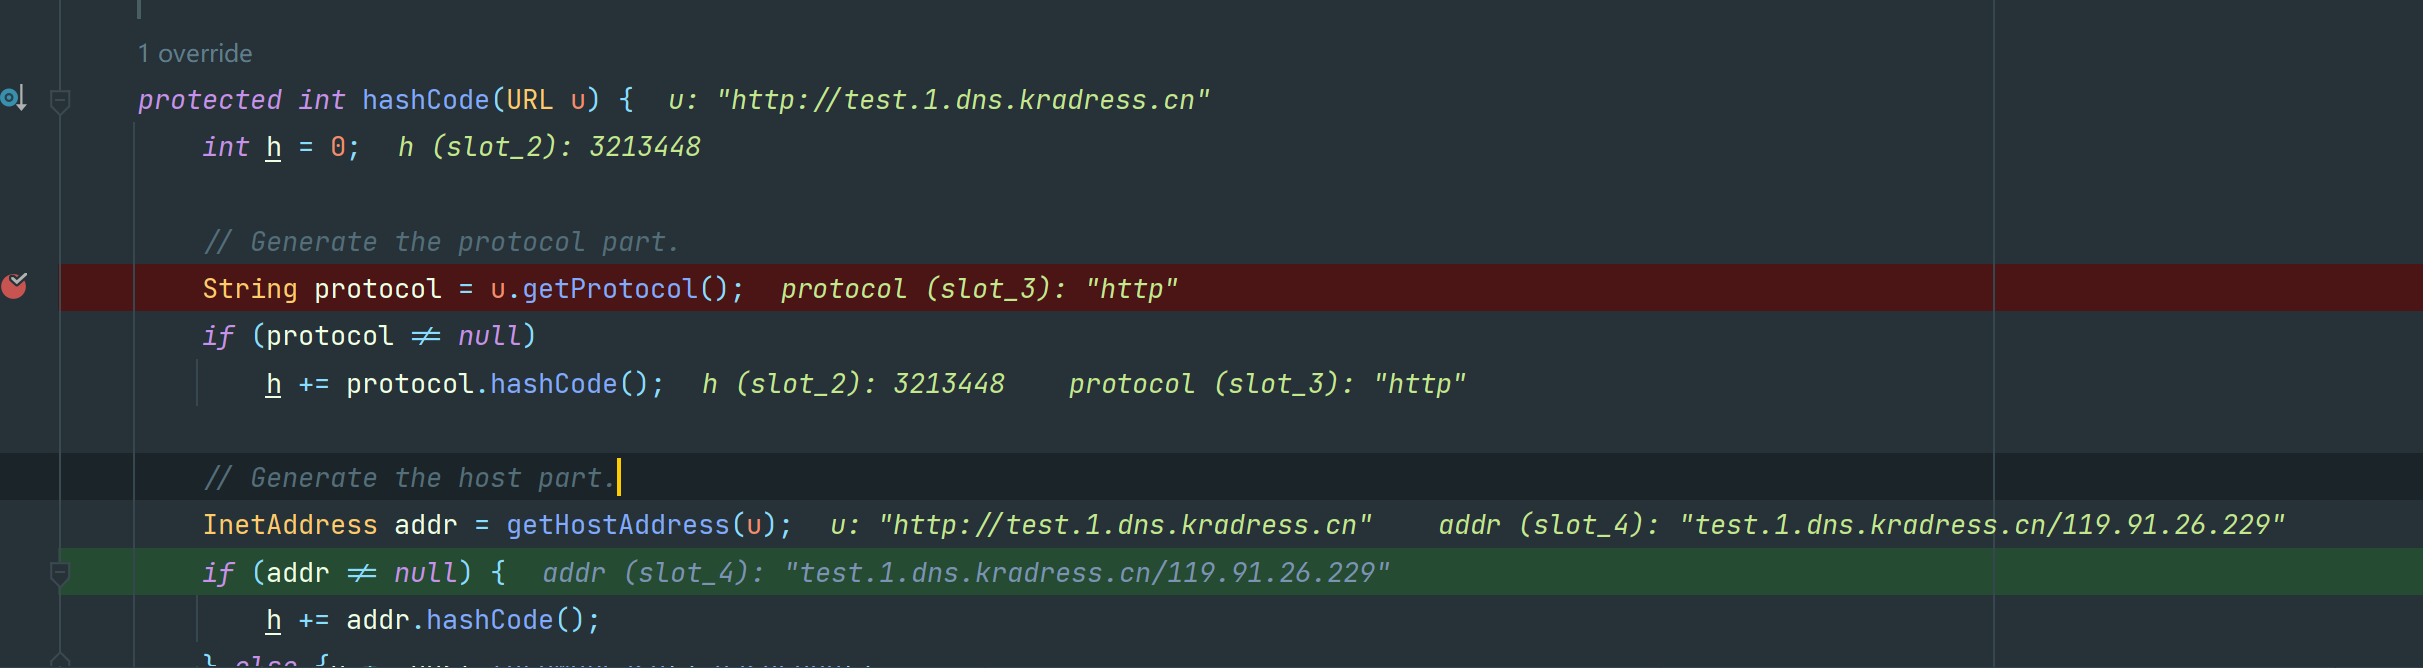 1 override
protected int hashCode(URL u) { u: "http://test.1.dns.kradress.cn"
int h = 0; h (slot_2): 3213448
// Generate the protocol part.
String protocol = u.getProtocol(); protocol (slot_3): "http"
if (protocol ≠ null)
h += protocol.hashCode(); h (slot_2): 3213448 protocol (slot_3): "http"
// Generate the host part.
InetAddress addr = getHostAddress(u); u: "http://test.1.dns.kradress.cn" addr (slot_4): "test.1.dns.kradress.cn/119.91.26.229"
if (addr ≠ null) { addr (slot_4): "test.1.dns.kradress.cn/119.91.26.229"
h += addr.hashCode();
} else {